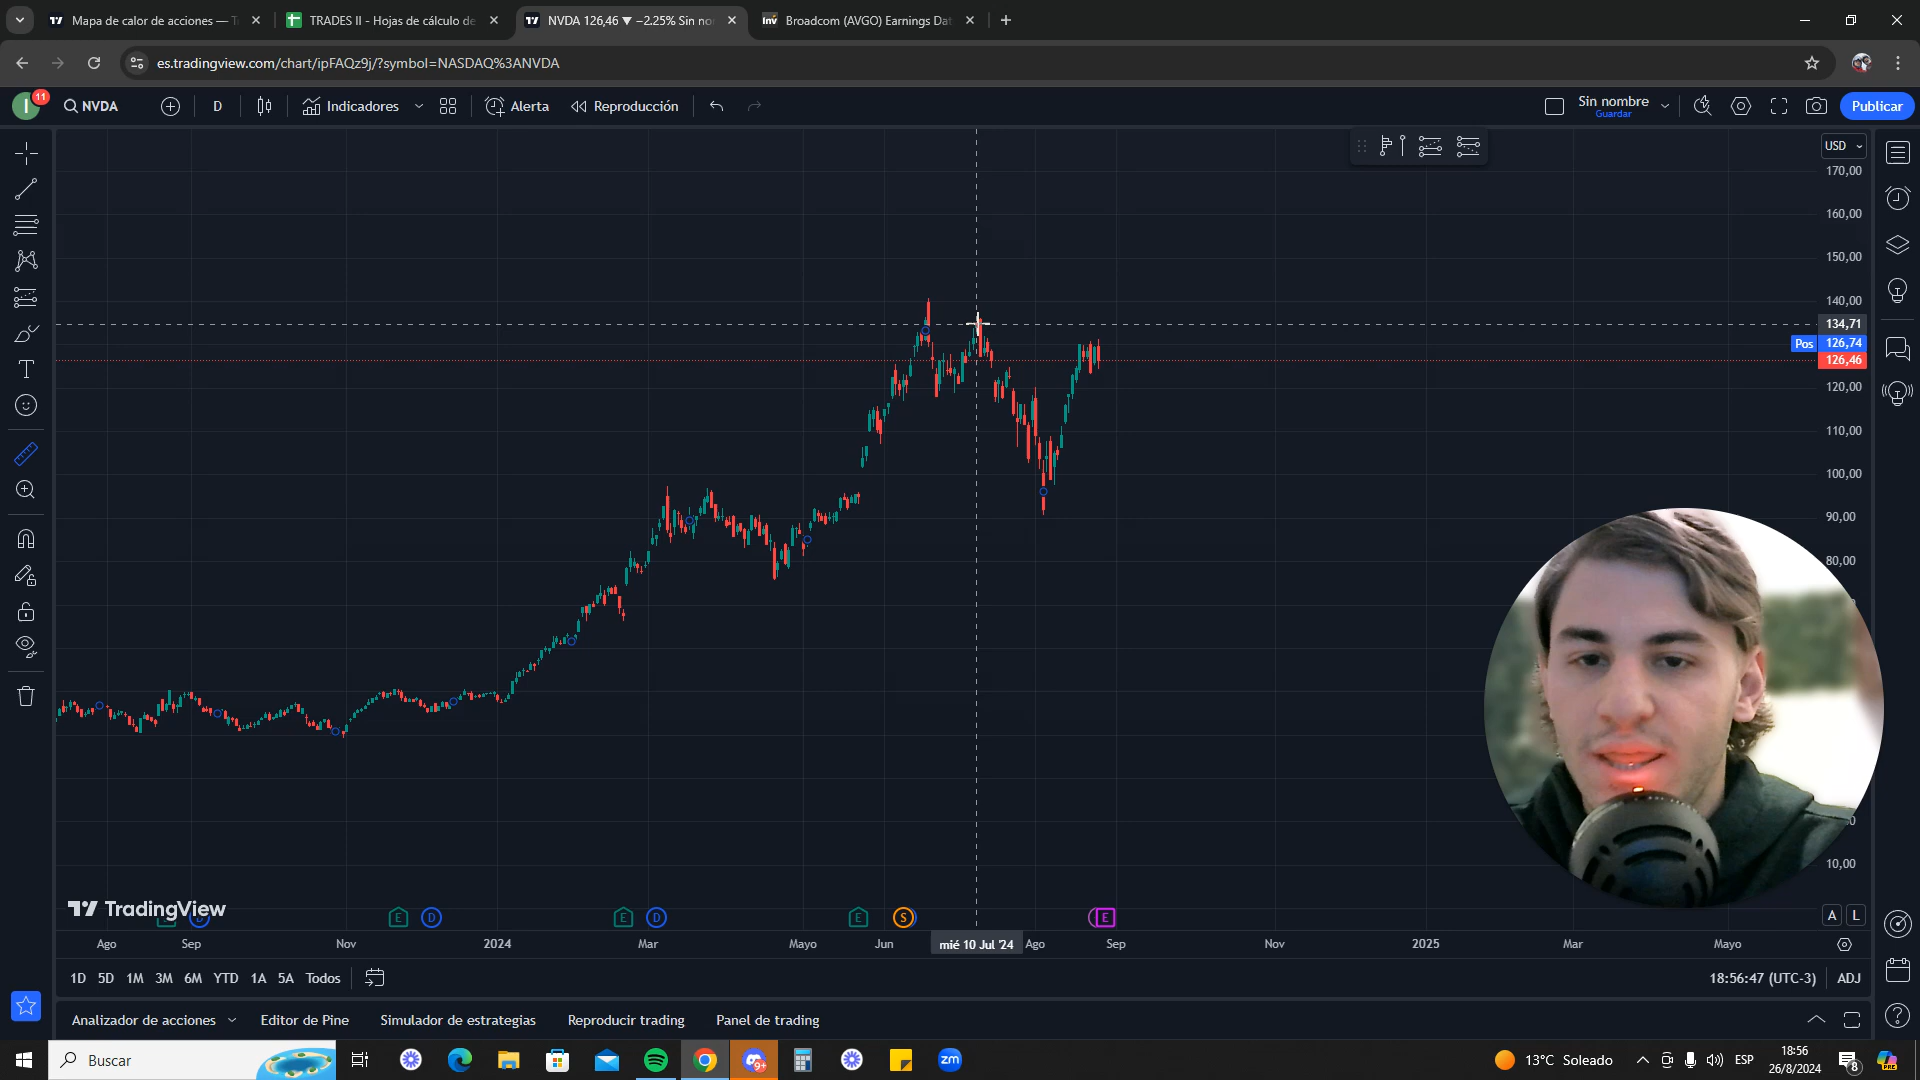 Mapa de calor de acciones — T
TRADES II - Hojas de cálculo de
NVDA 126,46 ▼ −2.25% Sin no
Inv
Broadcom (AVGO) Earnings Dat
es.tradingview.com/chart/ipFAQz9j/?symbol=NASDAQ%3ANVDA
I
11
NVDA
D
Indicadores
Alerta
Reproducción
Sin nombre
Guardar
Publicar
USD
170,00
160,00
150,00
140,00
134,71
Pos
126,74
126,46
120,00
110,00
100,00
90,00
80,00
10,00
TradingView
D
E
D
E
D
E
S
E
A
L
Ago
Sep
Nov
2024
Mar
Mayo
Jun
mié 10 Jul '24
Ago
Sep
Nov
2025
Mar
Mayo
1D
5D
1M
3M
6M
YTD
1A
5A
Todos
18:56:47 (UTC-3)
ADJ
Analizador de acciones
Editor de Pine
Simulador de estrategias
Reproducir trading
Panel de trading
Buscar
9+
zm
13°C Soleado
ESP
18:56
26/8/2024
8